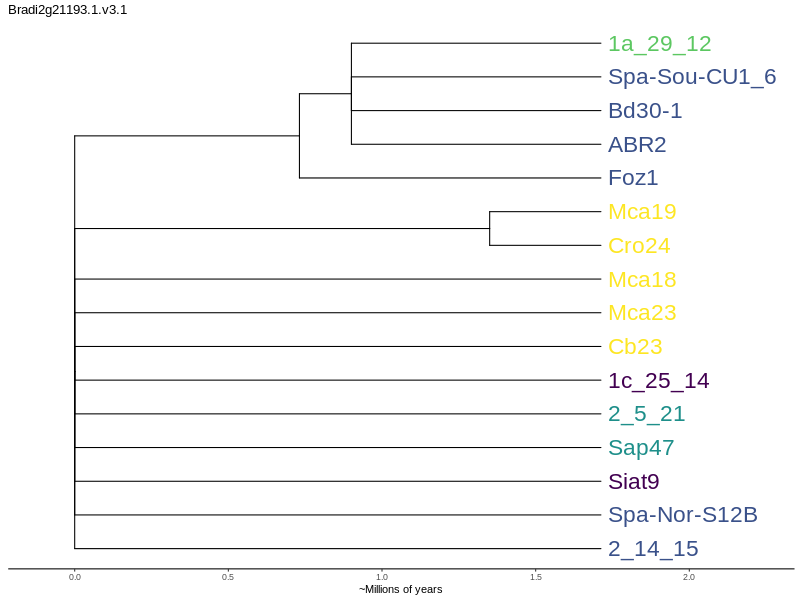 Bradi2g21193.1.v3.1
1a_29_12
Spa-Sou-CU1_6
Bd30-1
ABR2
Foz1
Mca19
Cro24
Mca18
Mca23
Cb23
1c_25_14
2_5_21
Sap47
Siat9
Spa-Nor-S12B
2_14_15
0.0 0.5 1.0 1.5 2.0
~Millions of years